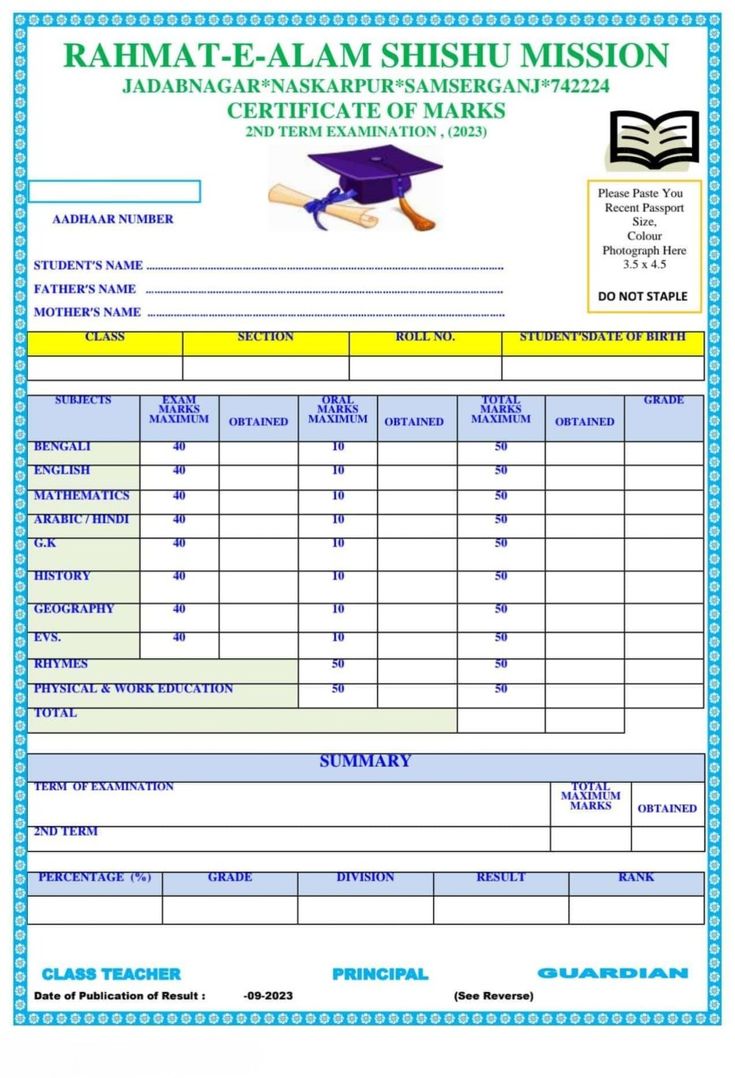 RAHMAT-E-ALAM SHISHU MISSION
JADABNAGAR*NASKARPUR*SAMSERGANJ*742224
CERTIFICATE OF MARKS
2ND TERM EXAMINATION , (2023)
AADHAAR NUMBER
Please Paste You
Recent Passport
Size,
Colour
Photograph Here
3.5 x 4.5
DO NOT STAPLE
STUDENT'S NAME ..........................................................................
FATHER'S NAME ..........................................................................
MOTHER'S NAME ..........................................................................
CLASS SECTION ROLL NO. STUDENT'SDATE OF BIRTH
SUBJECTS EXAM MARKS MAXIMUM OBTAINED ORAL MARKS MAXIMUM OBTAINED TOTAL MARKS MAXIMUM OBTAINED GRADE
BENGALI 40 10 50
ENGLISH 40 10 50
MATHEMATICS 40 10 50
ARABIC / HINDI 40 10 50
G.K 40 10 50
HISTORY 40 10 50
GEOGRAPHY 40 10 50
EVS. 40 10 50
RHYMES 50 50
PHYSICAL & WORK EDUCATION 50 50
TOTAL
SUMMARY
TERM OF EXAMINATION TOTAL MAXIMUM MARKS OBTAINED
2ND TERM
PERCENTAGE (%) GRADE DIVISION RESULT RANK
CLASS TEACHER PRINCIPAL GUARDIAN
Date of Publication of Result : -09-2023 (See Reverse)